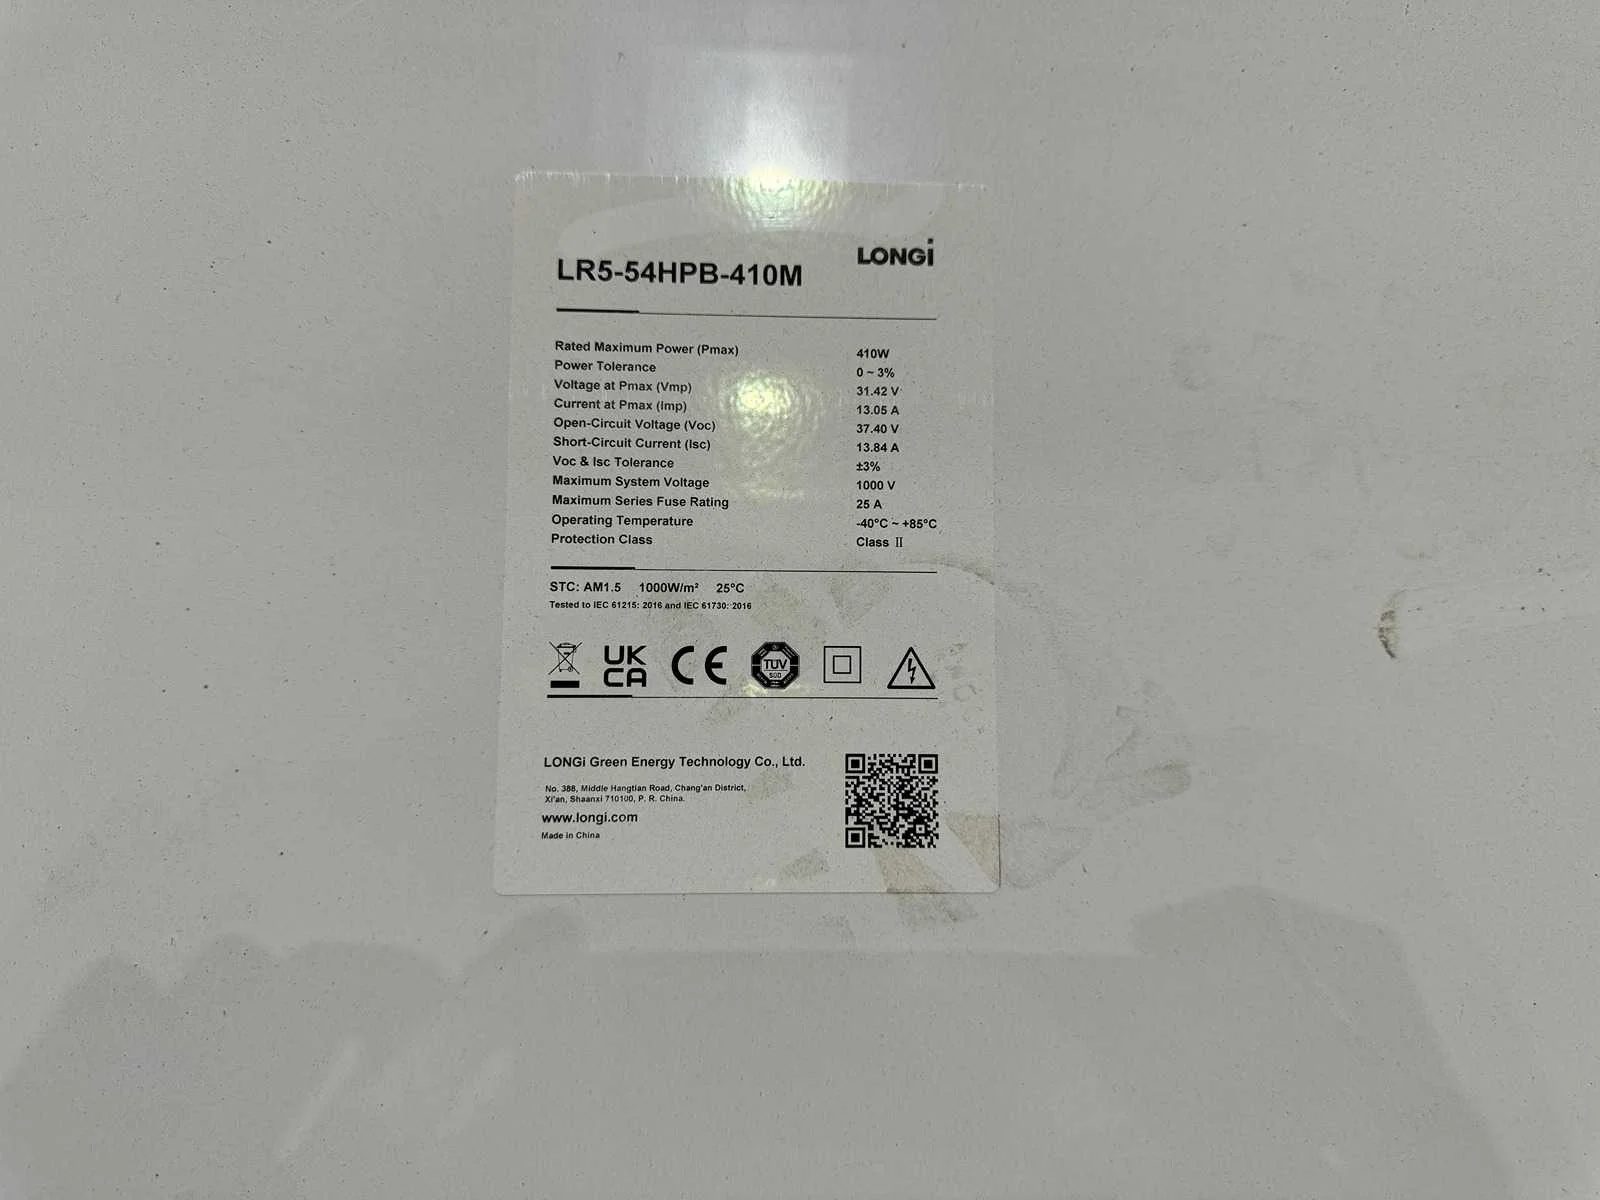 LONGi
LR5-54HPB-410M
Rated Maximum Power (Pmax) 410W
Power Tolerance 0 ~ 3%
Voltage at Pmax (Vmp) 31.42 V
Current at Pmax (Imp) 13.05 A
Open-Circuit Voltage (Voc) 37.40 V
Short-Circuit Current (Isc) 13.84 A
Voc & Isc Tolerance ±3%
Maximum System Voltage 1000 V
Maximum Series Fuse Rating 25 A
Operating Temperature -40°C ~ +85°C
Protection Class Class Ⅱ
STC: AM1.5 1000W/m² 25°C
Tested to IEC 61215: 2016 and IEC 61730: 2016
UK
CA
CE
TUV
SUD
LONGi Green Energy Technology Co., Ltd.
No. 388, Middle Hangtian Road, Chang'an District,
Xi'an, Shaanxi 710100, P. R. China.
www.longi.com
Made in China